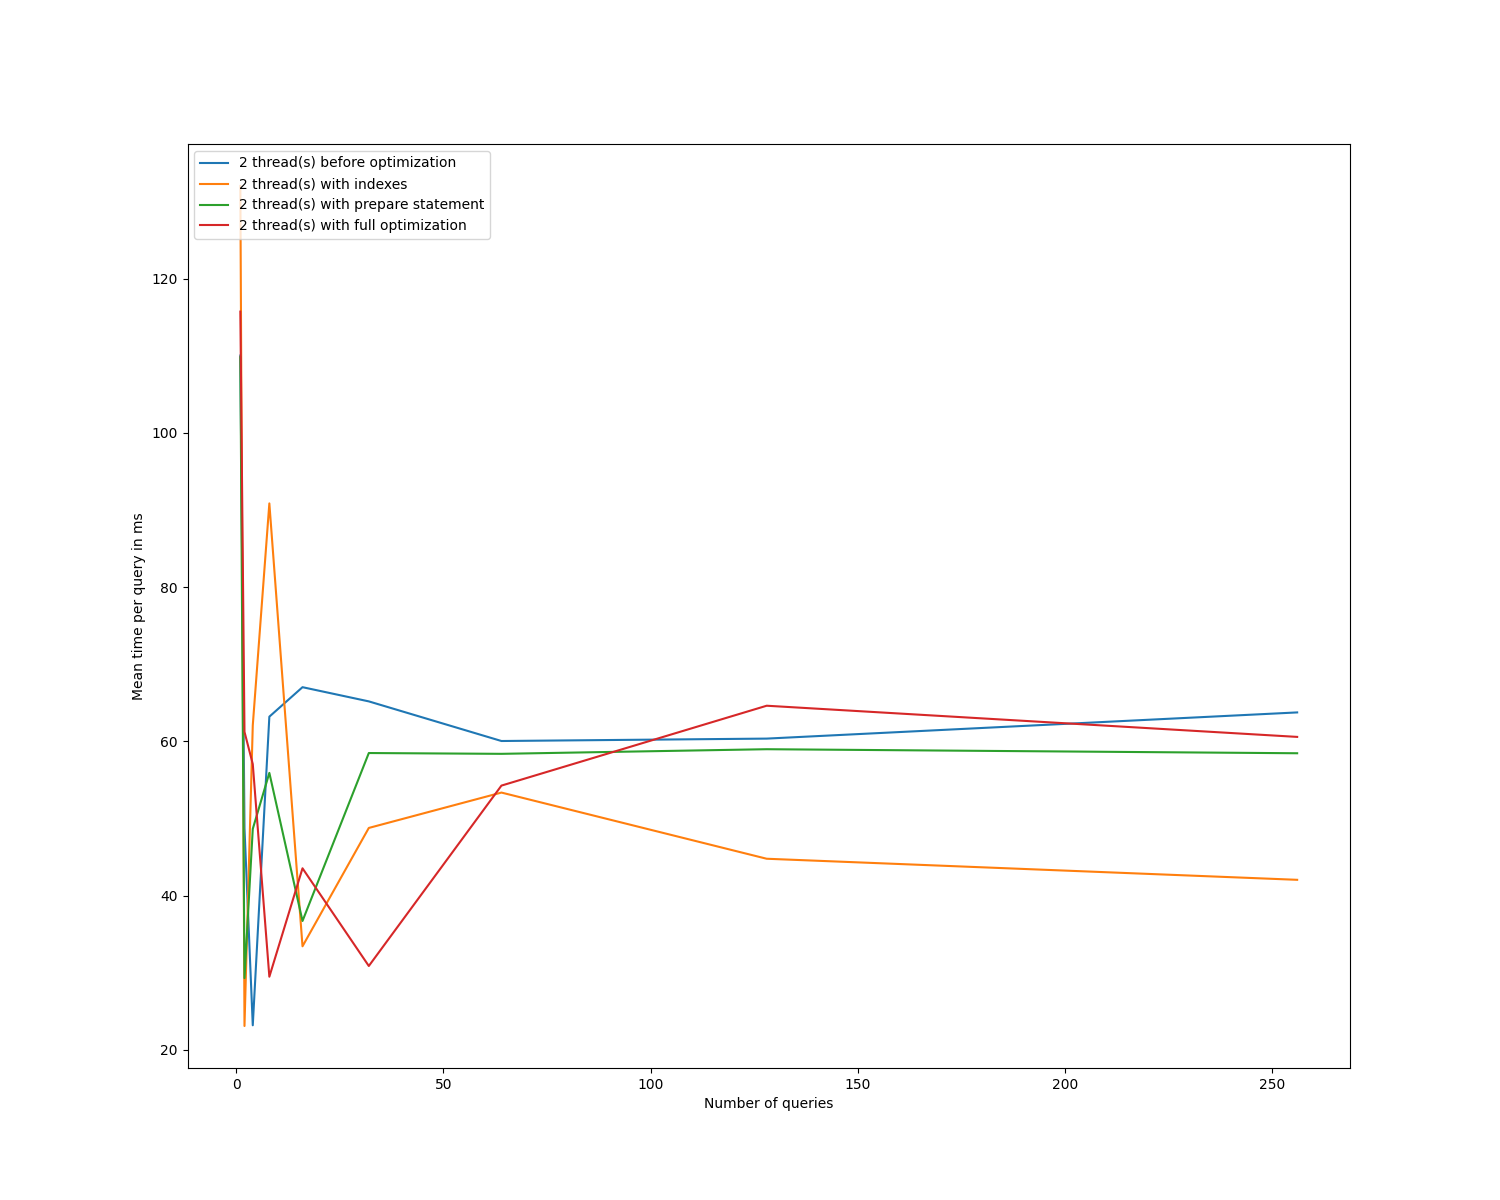 2 thread(s) before optimization
2 thread(s) with indexes
2 thread(s) with prepare statement
2 thread(s) with full optimization
120
100
80
60
40
20
Mean time per query in ms
0 50 100 150 200 250
Number of queries